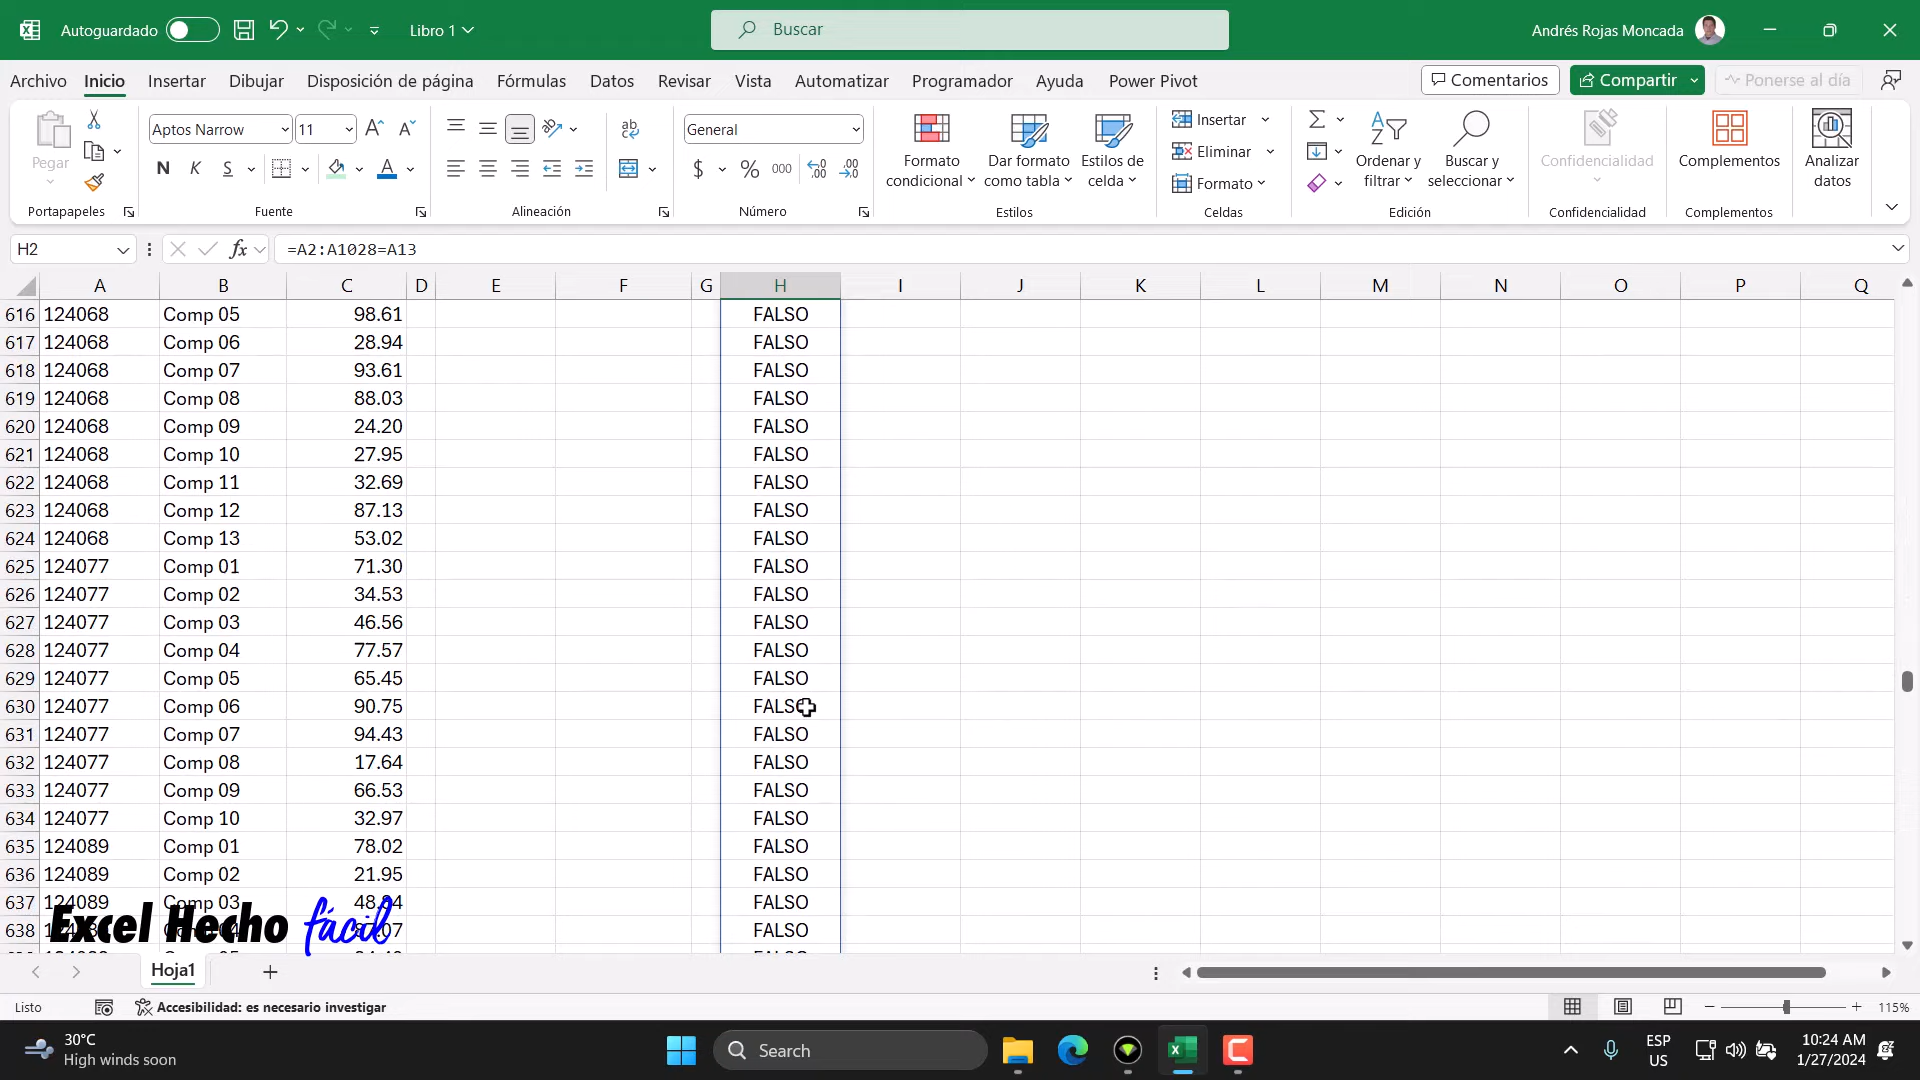 Autoguardado Libro 1 Buscar Andrés Rojas Moncada
Archivo Inicio Insertar Dibujar Disposición de página Fórmulas Datos Revisar Vista Automatizar Programador Ayuda Power Pivot Comentarios Compartir Ponerse al día
Pegar Aptos Narrow 11 General Formato condicional Dar formato como tabla Estilos de celda Insertar Eliminar Formato Ordenar y filtrar Buscar y seleccionar Confidencialidad Complementos Analizar datos
N K S $ % 000
Portapapeles Fuente Alineación Número Estilos Celdas Edición Confidencialidad Complementos
H2 fx =A2:A1028=A13
A B C D E F G H I J K L M N O P Q
616 124068 Comp 05 98.61 FALSO
617 124068 Comp 06 28.94 FALSO
618 124068 Comp 07 93.61 FALSO
619 124068 Comp 08 88.03 FALSO
620 124068 Comp 09 24.20 FALSO
621 124068 Comp 10 27.95 FALSO
622 124068 Comp 11 32.69 FALSO
623 124068 Comp 12 87.13 FALSO
624 124068 Comp 13 53.02 FALSO
625 124077 Comp 01 71.30 FALSO
626 124077 Comp 02 34.53 FALSO
627 124077 Comp 03 46.56 FALSO
628 124077 Comp 04 77.57 FALSO
629 124077 Comp 05 65.45 FALSO
630 124077 Comp 06 90.75 FALSO
631 124077 Comp 07 94.43 FALSO
632 124077 Comp 08 17.64 FALSO
633 124077 Comp 09 66.53 FALSO
634 124077 Comp 10 32.97 FALSO
635 124089 Comp 01 78.02 FALSO
636 124089 Comp 02 21.95 FALSO
637 124089 Comp 03 FALSO
638 FALSO
Excel Hecho fácil
Hoja1
Listo Accesibilidad: es necesario investigar 115%
30°C Search ESP 10:24 AM
High winds soon US 1/27/2024